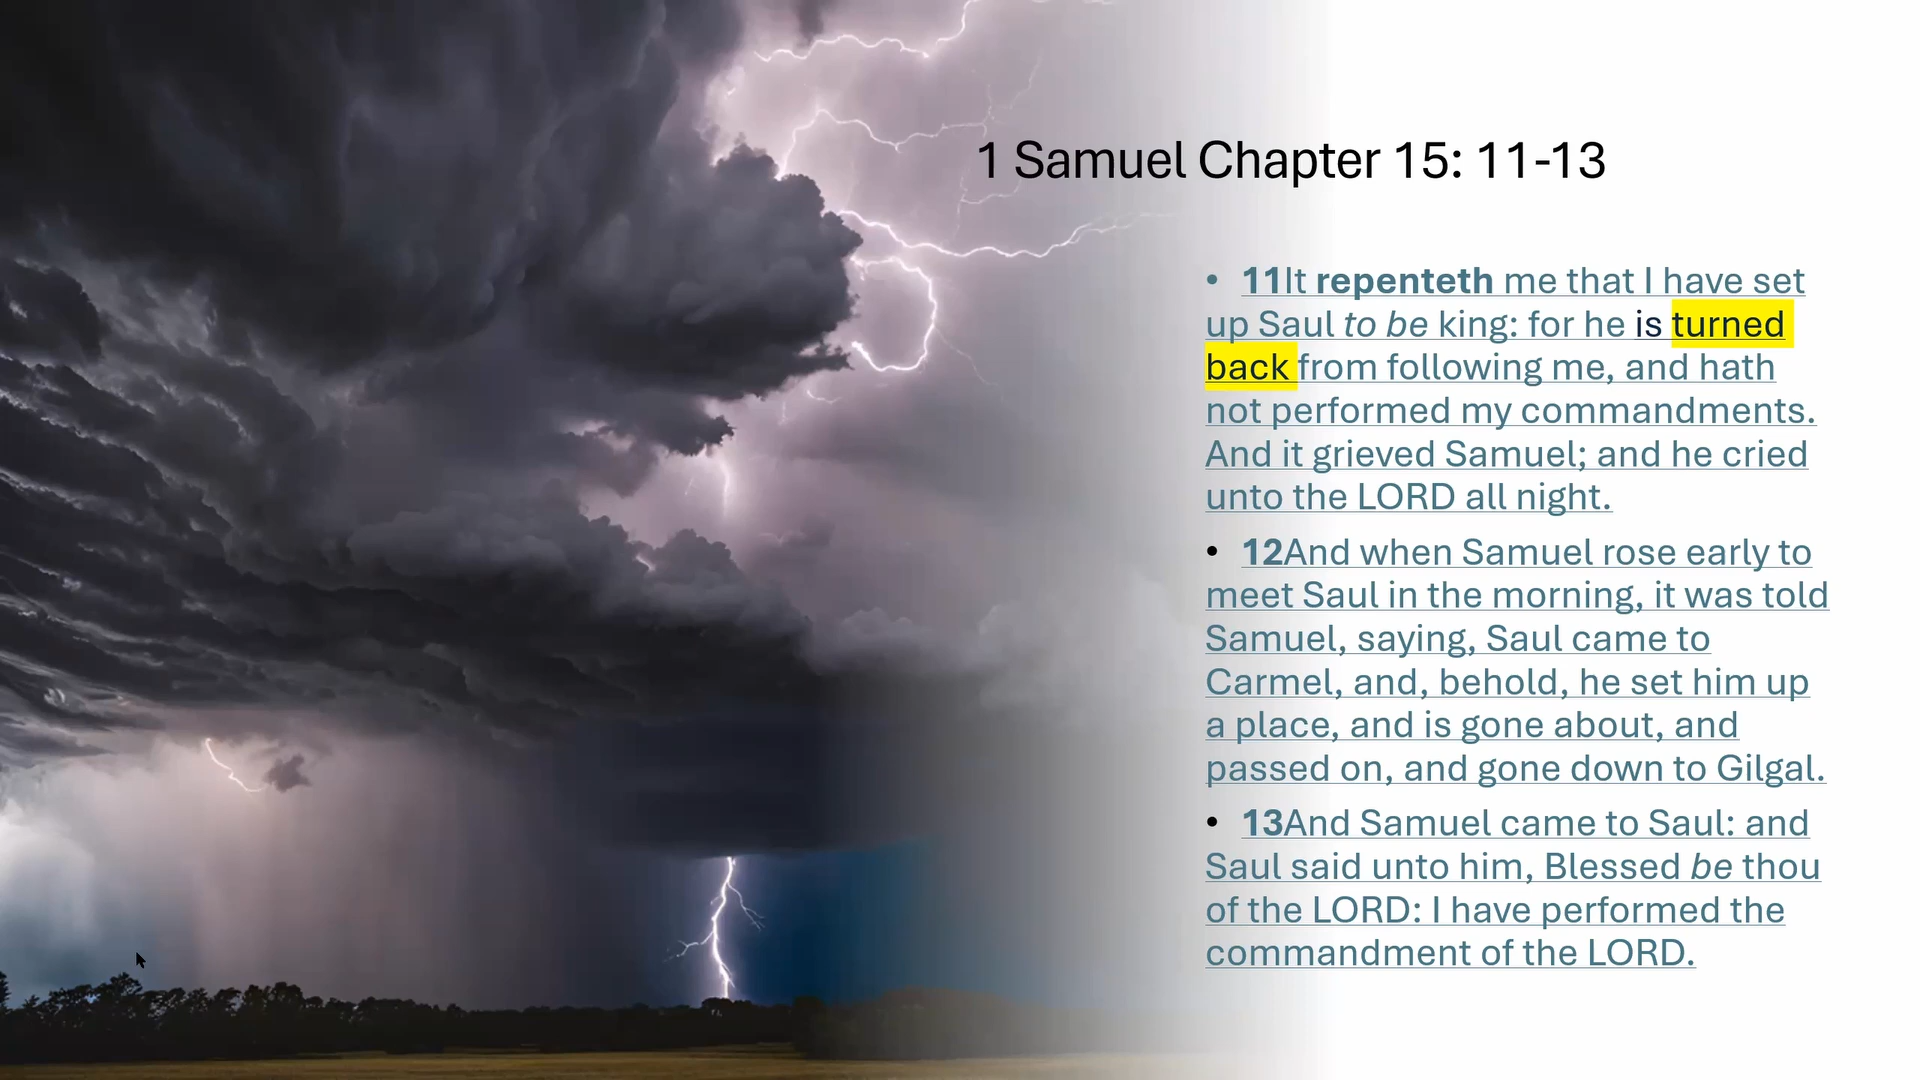 1 Samuel Chapter 15: 11-13
• 11It repenteth me that I have set
up Saul to be king: for he is turned
back from following me, and hath
not performed my commandments.
And it grieved Samuel; and he cried
unto the LORD all night.
• 12And when Samuel rose early to
meet Saul in the morning, it was told
Samuel, saying, Saul came to
Carmel, and, behold, he set him up
a place, and is gone about, and
passed on, and gone down to Gilgal.
• 13And Samuel came to Saul: and
Saul said unto him, Blessed be thou
of the LORD: I have performed the
commandment of the LORD.